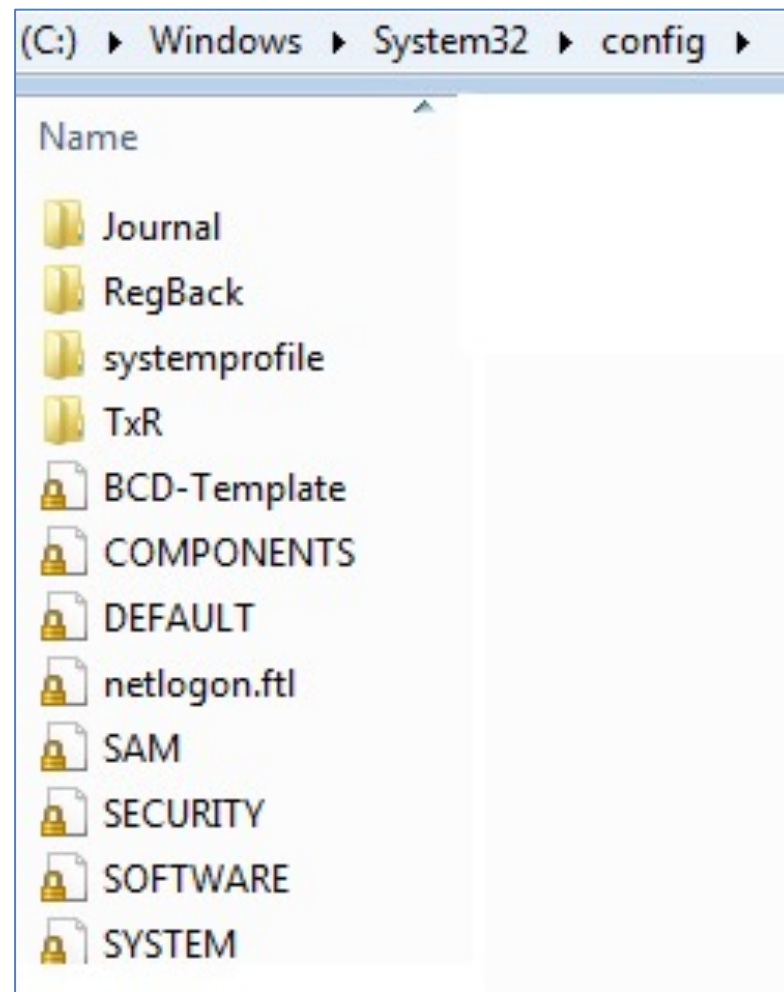 (C:) ▸ Windows ▸ System32 ▸ config ▸
Name
Journal
RegBack
systemprofile
TxR
BCD-Template
COMPONENTS
DEFAULT
netlogon.ftl
SAM
SECURITY
SOFTWARE
SYSTEM